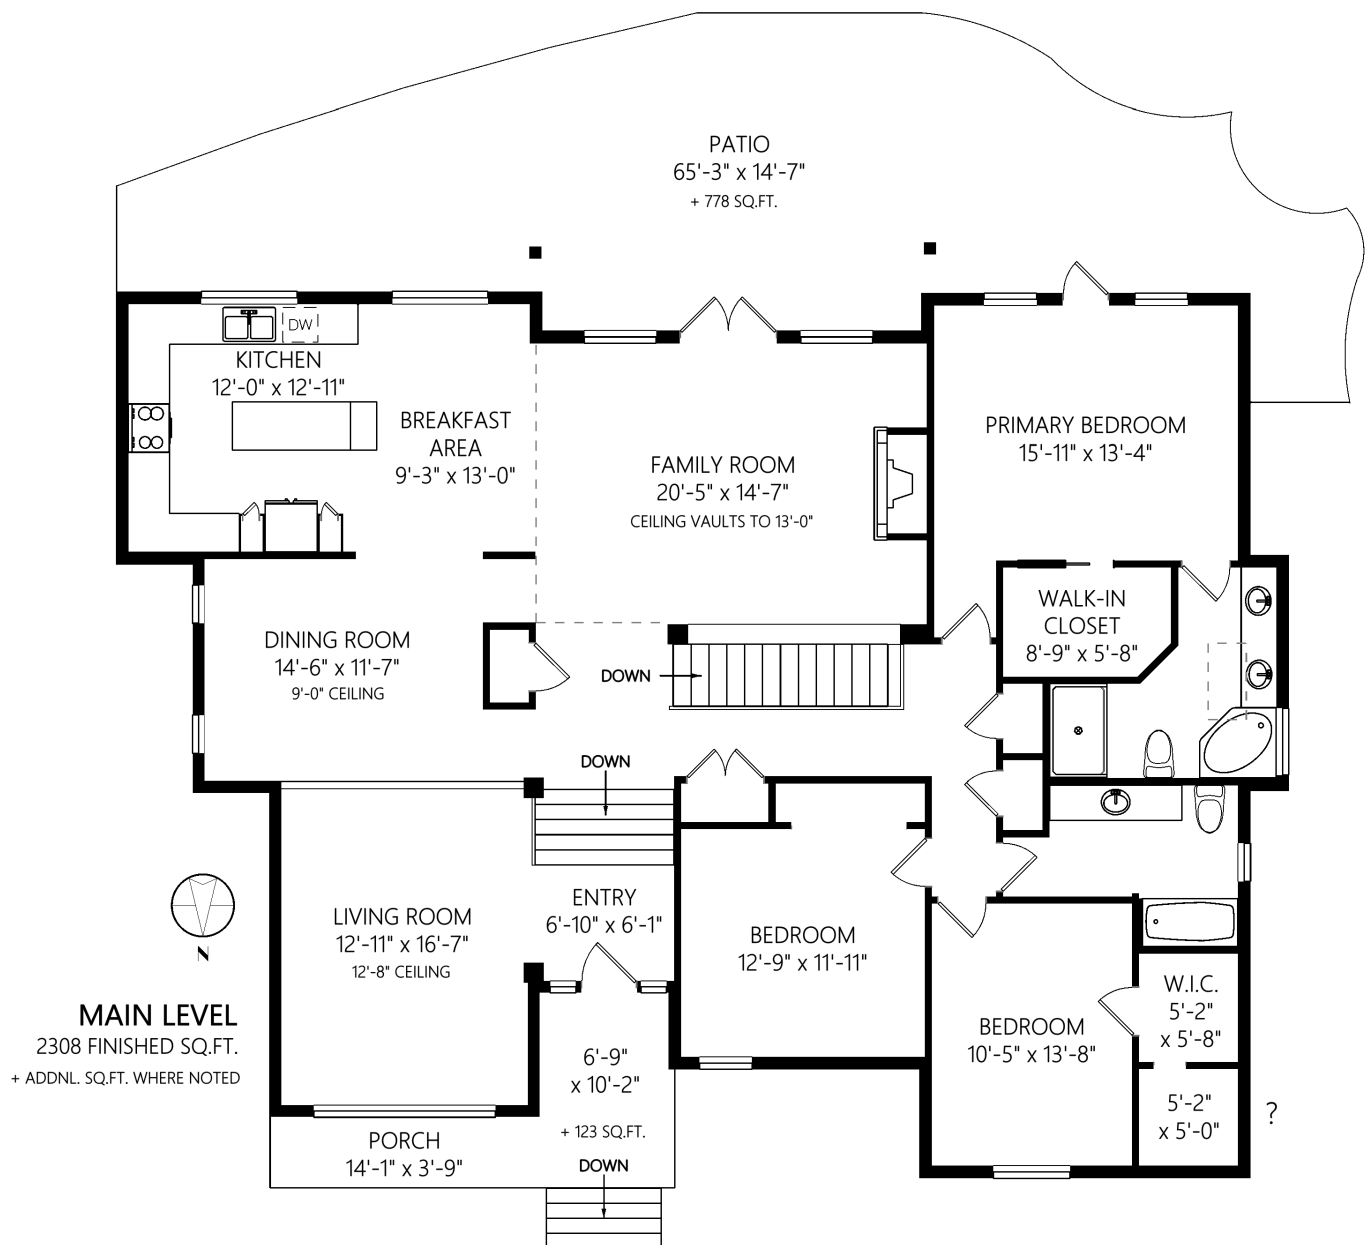 PATIO
65'-3" x 14'-7"
+ 778 SQ.FT.
DW
KITCHEN
12'-0" x 12'-11"
BREAKFAST
AREA
9'-3" x 13'-0"
FAMILY ROOM
20'-5" x 14'-7"
CEILING VAULTS TO 13'-0"
PRIMARY BEDROOM
15'-11" x 13'-4"
DINING ROOM
14'-6" x 11'-7"
9'-0" CEILING
DOWN
WALK-IN
CLOSET
8'-9" x 5'-8"
DOWN
LIVING ROOM
12'-11" x 16'-7"
12'-8" CEILING
ENTRY
6'-10" x 6'-1"
BEDROOM
12'-9" x 11'-11"
N
MAIN LEVEL
2308 FINISHED SQ.FT.
+ ADDNL. SQ.FT. WHERE NOTED
6'-9"
x 10'-2"
+ 123 SQ.FT.
BEDROOM
10'-5" x 13'-8"
W.I.C.
5'-2"
x 5'-8"
5'-2"
x 5'-0"
?
PORCH
14'-1" x 3'-9"
DOWN